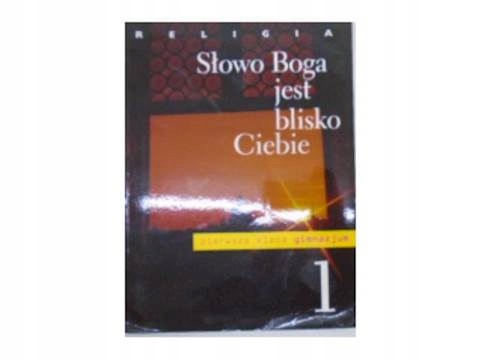 RELIGIA
Słowo Boga
jest
blisko
Ciebie
pierwsza klasa gimnazjum
1